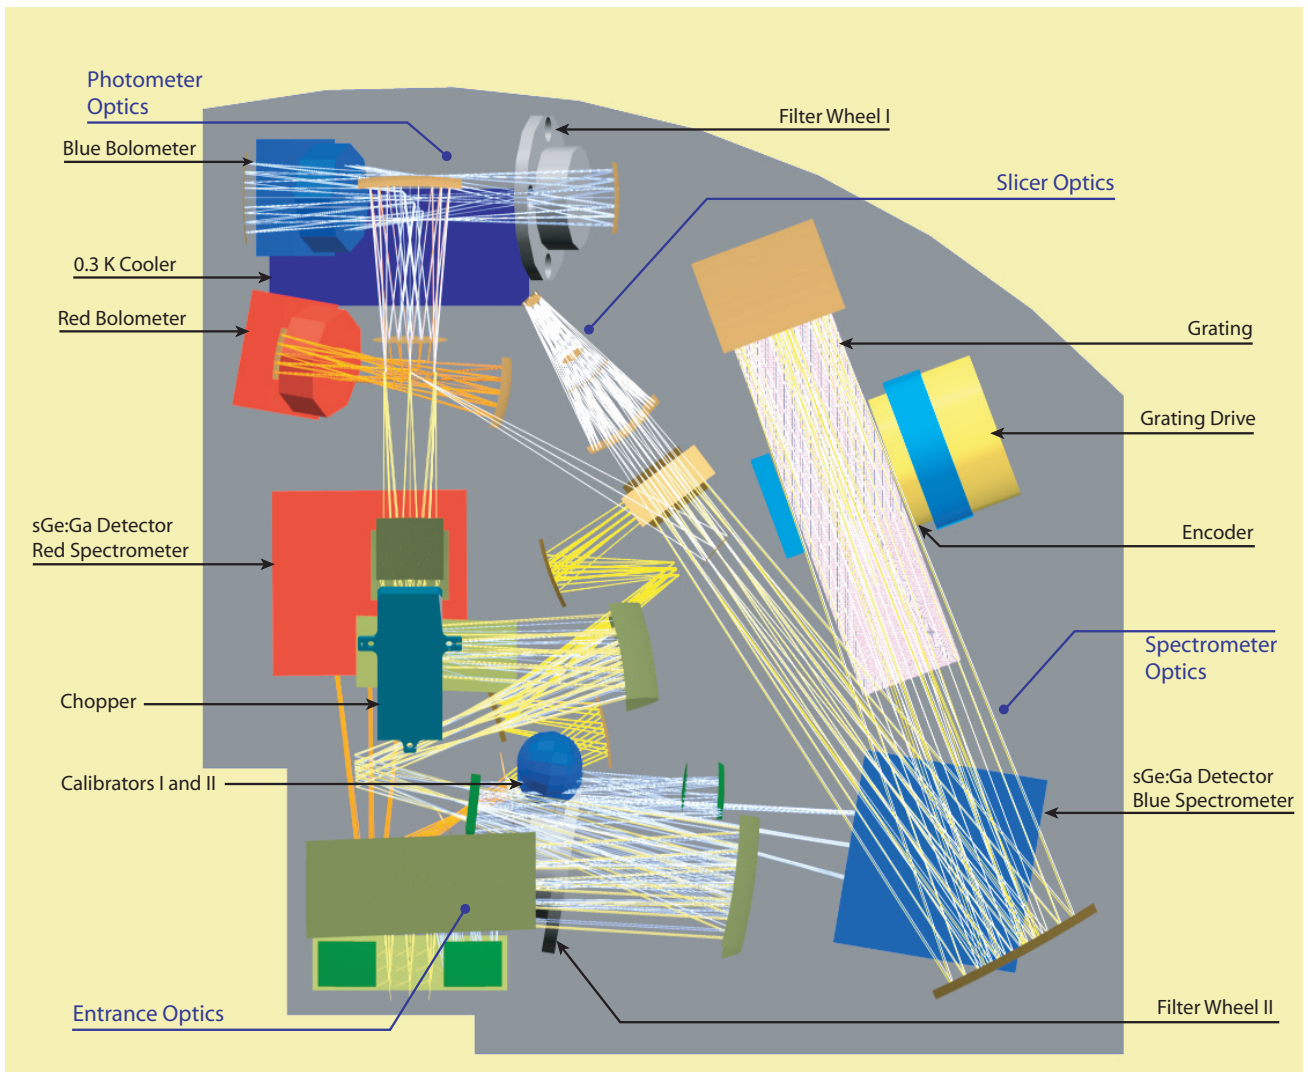 Photometer
Optics
Filter Wheel I
Blue Bolometer
Slicer Optics
0.3 K Cooler
Red Bolometer
Grating
Grating Drive
sGe:Ga Detector
Red Spectrometer
Encoder
Spectrometer
Optics
Chopper
Calibrators I and II
sGe:Ga Detector
Blue Spectrometer
Entrance Optics
Filter Wheel II